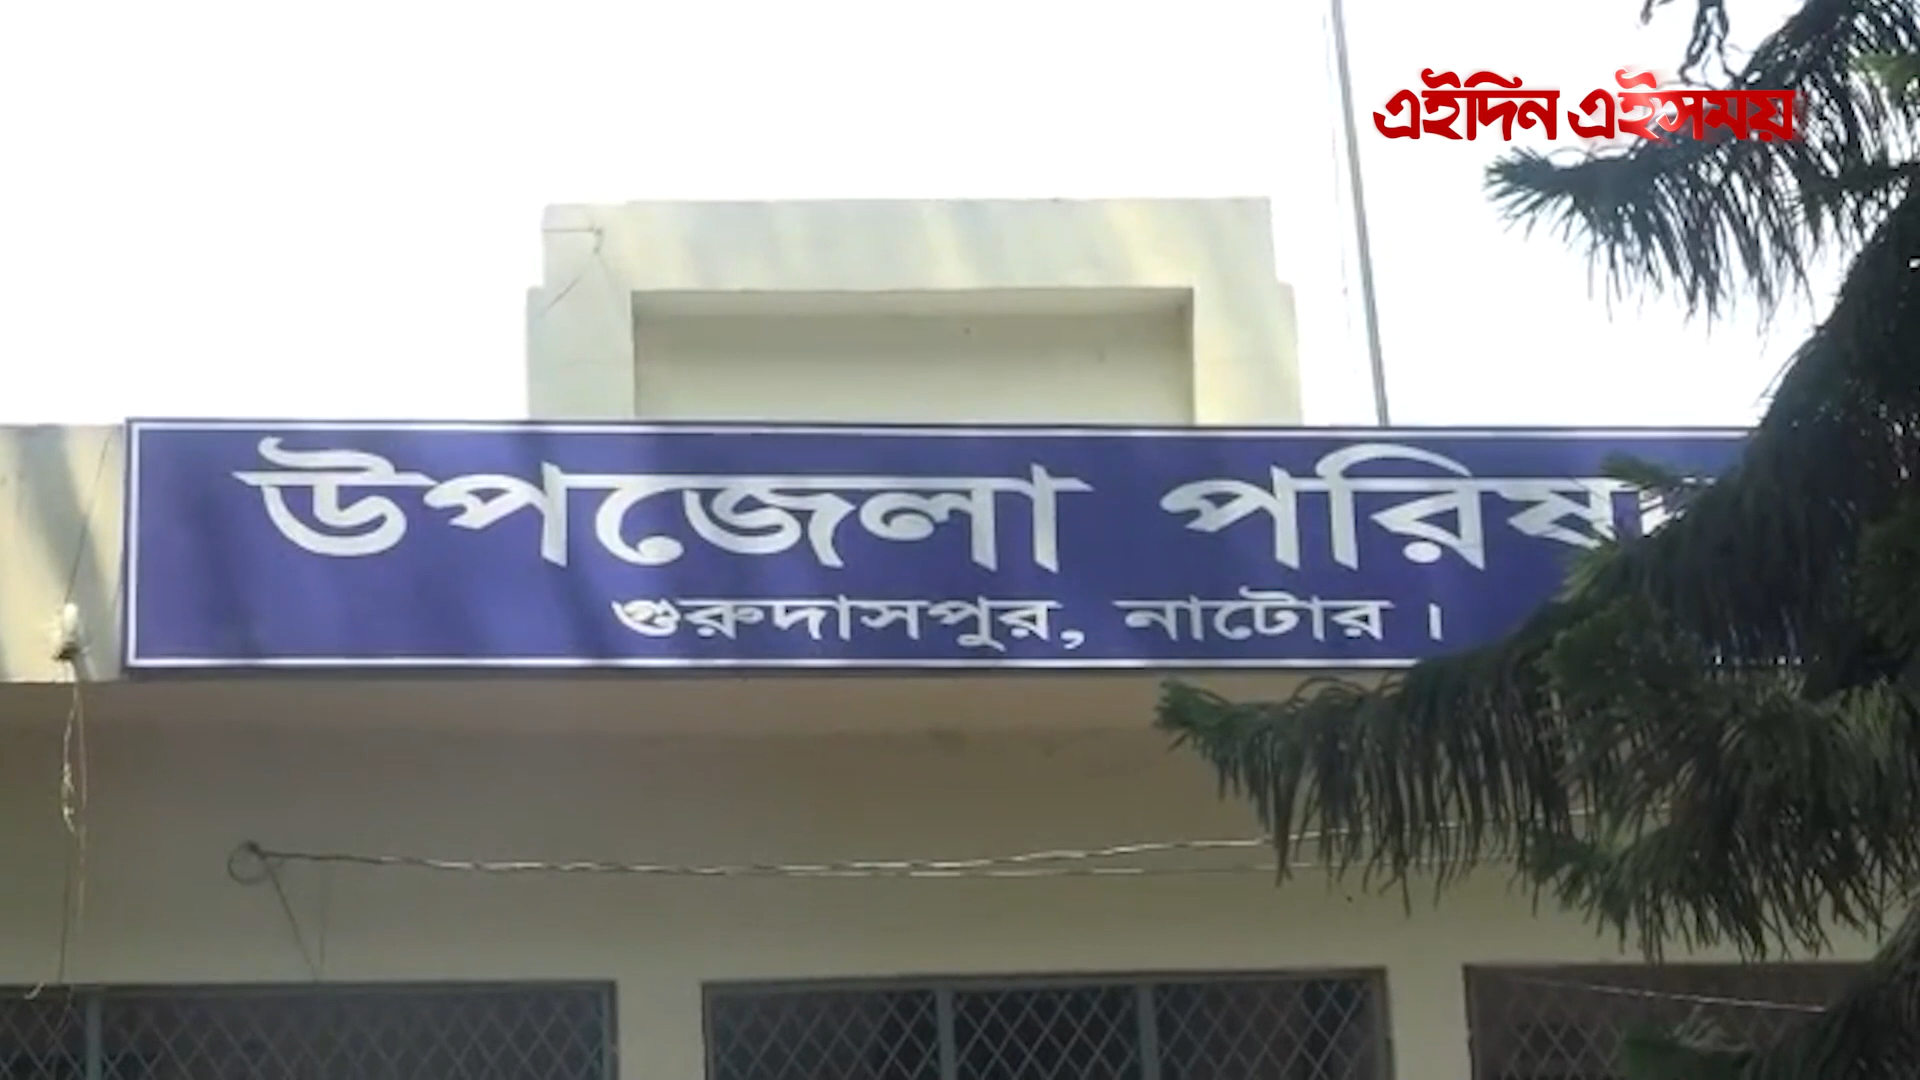 এইদিন এইসময়
উপজেলা পরিষ
গুরুদাসপুর, নাটোর।